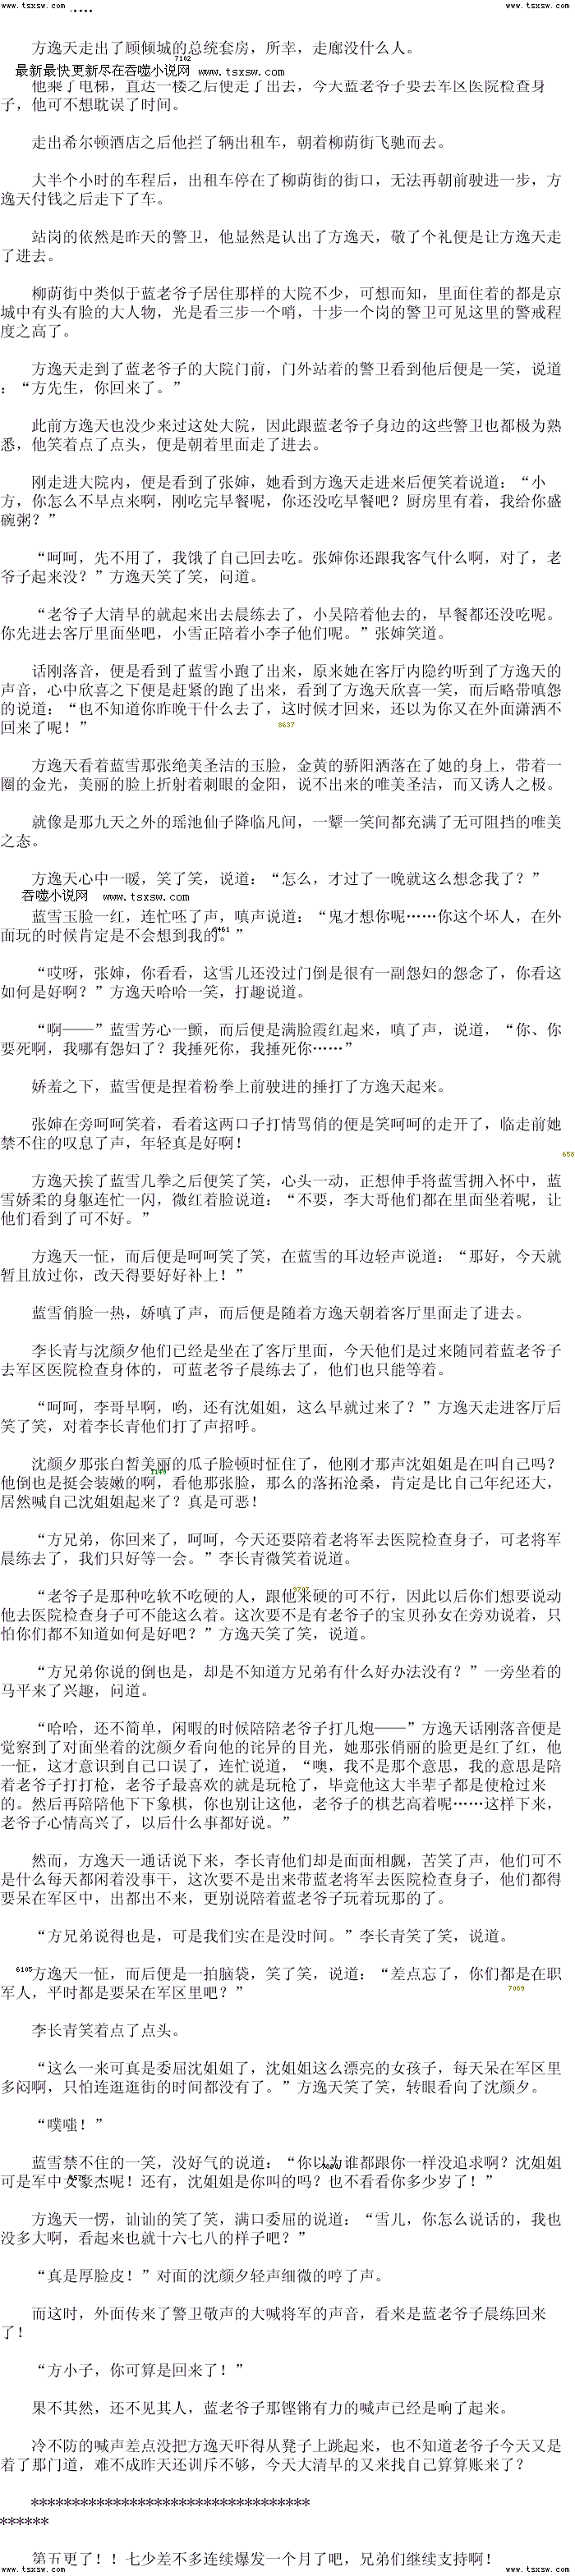 www.tsxsw.com ..... www.tsxsw.com
方逸天走出了顾倾城的总统套房，所幸，走廊没什么人。
7102
最新最快更新尽在吞噬小说网 www.tsxsw.com
他乘了电梯，直达一楼之后便走了出去，今天蓝老爷子要去军区医院检查身
子，他可不想耽误了时间。
走出希尔顿酒店之后他拦了辆出租车，朝着柳荫街飞驰而去。
大半个小时的车程后，出租车停在了柳荫街的街口，无法再朝前驶进一步，方
逸天付钱之后走下了车。
站岗的依然是昨天的警卫，他显然是认出了方逸天，敬了个礼便是让方逸天走
了进去。
柳荫街中类似于蓝老爷子居住那样的大院不少，可想而知，里面住着的都是京
城中有头有脸的大人物，光是看三步一个哨，十步一个岗的警卫可见这里的警戒程
度之高了。
方逸天走到了蓝老爷子的大院门前，门外站着的警卫看到他后便是一笑，说道
：“方先生，你回来了。”
此前方逸天也没少来过这处大院，因此跟蓝老爷子身边的这些警卫也都极为熟
悉，他笑着点了点头，便是朝着里面走了进去。
刚走进大院内，便是看到了张婶，她看到方逸天走进来后便笑着说道：“小
方，你怎么不早点来啊，刚吃完早餐呢，你还没吃早餐吧？厨房里有着，我给你盛
碗粥？”
“呵呵，先不用了，我饿了自己回去吃。张婶你还跟我客气什么啊，对了，老
爷子起来没？”方逸天笑了笑，问道。
“老爷子大清早的就起来出去晨练去了，小吴陪着他去的，早餐都还没吃呢。
你先进去客厅里面坐吧，小雪正陪着小李子他们呢。”张婶笑道。
话刚落音，便是看到了蓝雪小跑了出来，原来她在客厅内隐约听到了方逸天的
声音，心中欣喜之下便是赶紧的跑了出来，看到了方逸天欣喜一笑，而后略带嗔怨
的说道：“也不知道你昨晚干什么去了，这时候才回来，还以为你又在外面潇洒不
回来了呢！”
8637
方逸天看着蓝雪那张绝美圣洁的玉脸，金黄的骄阳洒落在了她的身上，带着一
圈的金光，美丽的脸上折射着刺眼的金阳，说不出来的唯美圣洁，而又诱人之极。
就像是那九天之外的瑶池仙子降临凡间，一颦一笑间都充满了无可阻挡的唯美
之态。
方逸天心中一暖，笑了笑，说道：“怎么，才过了一晚就这么想念我了？”
吞噬小说网 www.tsxsw.com
蓝雪玉脸一红，连忙呸了声，嗔声说道：“鬼才想你呢……你这个坏人，在外
面玩的时候肯定是不会想到我的。”
“哎呀，张婶，你看看，这雪儿还没过门倒是很有一副怨妇的怨念了，你看这
如何是好啊？”方逸天哈哈一笑，打趣说道。
“啊——”蓝雪芳心一颤，而后便是满脸霞红起来，嗔了声，说道，“你、你
要死啊，我哪有怨妇了？我捶死你，我捶死你……”
娇羞之下，蓝雪便是捏着粉拳上前驶进的捶打了方逸天起来。
张婶在旁呵呵笑着，看着这两口子打情骂俏的便是笑呵呵的走开了，临走前她
禁不住的叹息了声，年轻真是好啊！
658
方逸天挨了蓝雪几拳之后便笑了笑，心头一动，正想伸手将蓝雪拥入怀中，蓝
雪娇柔的身躯连忙一闪，微红着脸说道：“不要，李大哥他们都在里面坐着呢，让
他们看到了可不好。”
方逸天一怔，而后便是呵呵笑了笑，在蓝雪的耳边轻声说道：“那好，今天就
暂且放过你，改天得要好好补上！”
蓝雪俏脸一热，娇嗔了声，而后便是随着方逸天朝着客厅里面走了进去。
李长青与沈颜夕他们已经是坐在了客厅里面，今天他们是过来随同着蓝老爷子
去军区医院检查身体的，可蓝老爷子晨练去了，他们也只能等着。
“呵呵，李哥早啊，哟，还有沈姐姐，这么早就过来了？”方逸天走进客厅后
笑了笑，对着李长青他们打了声招呼。
沈颜夕那张白皙美丽的瓜子脸顿时怔住了，他刚才那声沈姐姐是在叫自己吗？
他倒也是挺会装嫩的啊，看他那张脸，那么的落拓沧桑，肯定是比自己年纪还大，
居然喊自己沈姐姐起来了？真是可恶！
“方兄弟，你回来了，呵呵，今天还要陪着老将军去医院检查身子，可老将军
晨练去了，我们只好等一会。”李长青微笑着说道。
“老爷子是那种吃软不吃硬的人，跟他来硬的可不行，因此以后你们想要说动
他去医院检查身子可不能这么着。这次要不是有老爷子的宝贝孙女在旁劝说着，只
怕你们都不知道如何是好吧？”方逸天笑了笑，说道。
“方兄弟你说的倒也是，却是不知道方兄弟有什么好办法没有？”一旁坐着的
马平来了兴趣，问道。
“哈哈，还不简单，闲暇的时候陪陪老爷子打几炮——”方逸天话刚落音便是
觉察到了对面坐着的沈颜夕看向他的诧异的目光，她那张俏丽的脸更是红了红，他
一怔，这才意识到自己口误了，连忙说道，“噢，我不是那个意思，我的意思是陪
着老爷子打打枪，老爷子最喜欢的就是玩枪了，毕竟他这大半辈子都是使枪过来
的。然后再陪陪他下下象棋，你也别让这他，老爷子的棋艺高着呢……这样下来，
老爷子心情高兴了，以后什么事都好说。”
然而，方逸天一通话说下来，李长青他们却是面面相觑，苦笑了声，他们可不
是什么每天都闲着没事干，这次要不是出来带蓝老将军去医院检查身子，他们都得
要呆在军区中，出都出不来，更别说陪着蓝老爷子玩着玩那的了。
“方兄弟说得也是，可是我们实在是没时间。”李长青笑了笑，说道。
6105
方逸天一怔，而后便是一拍脑袋，笑了笑，说道：“差点忘了，你们都是在职
军人，平时都是要呆在军区里吧？”
7089
李长青笑着点了点头。
“这么一来可真是委屈沈姐姐了，沈姐姐这么漂亮的女孩子，每天呆在军区里
多闷啊，只怕连逛逛街的时间都没有了。”方逸天笑了笑，转眼看向了沈颜夕。
“噗嗤！”
蓝雪禁不住的一笑，没好气的说道：“你以为谁都跟你一样没追求啊？沈姐姐
可是军中女豪杰呢！还有，沈姐姐是你叫的吗？也不看看你多少岁了！”
方逸天一愣，讪讪的笑了笑，满口委屈的说道：“雪儿，你怎么说话的，我也
没多大啊，看起来也就十六七八的样子吧？”
“真是厚脸皮！”对面的沈颜夕轻声细微的哼了声。
而这时，外面传来了警卫敬声的大喊将军的声音，看来是蓝老爷子晨练回来
了！
“方小子，你可算是回来了！”
果不其然，还不见其人，蓝老爷子那铿锵有力的喊声已经是响了起来。
冷不防的喊声差点没把方逸天吓得从凳子上跳起来，也不知道老爷子今天又是
着了那门道，难不成昨天还训斥不够，今天大清早的又来找自己算算账来了？
**********************************
******
第五更了！！七少差不多连续爆发一个月了吧，兄弟们继续支持啊！
www.tsxsw.com www.tsxsw.com